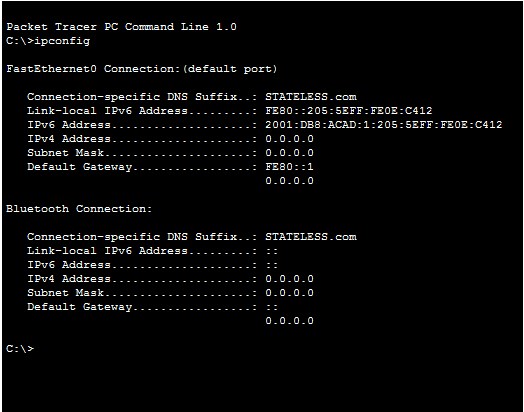 Packet Tracer PC Command Line 1.0
C:\>ipconfig
FastEthernet0 Connection:(default port)
Connection-specific DNS Suffix..: STATELESS.com
Link-local IPv6 Address.........: FE80::205:5EFF:FE0E:C412
IPv6 Address....................: 2001:DB8:ACAD:1:205:5EFF:FE0E:C412
IPv4 Address....................: 0.0.0.0
Subnet Mask.....................: 0.0.0.0
Default Gateway.................: FE80::1
0.0.0.0
Bluetooth Connection:
Connection-specific DNS Suffix..: STATELESS.com
Link-local IPv6 Address.........: ::
IPv6 Address....................: ::
IPv4 Address....................: 0.0.0.0
Subnet Mask.....................: 0.0.0.0
Default Gateway.................: ::
0.0.0.0
C:\>